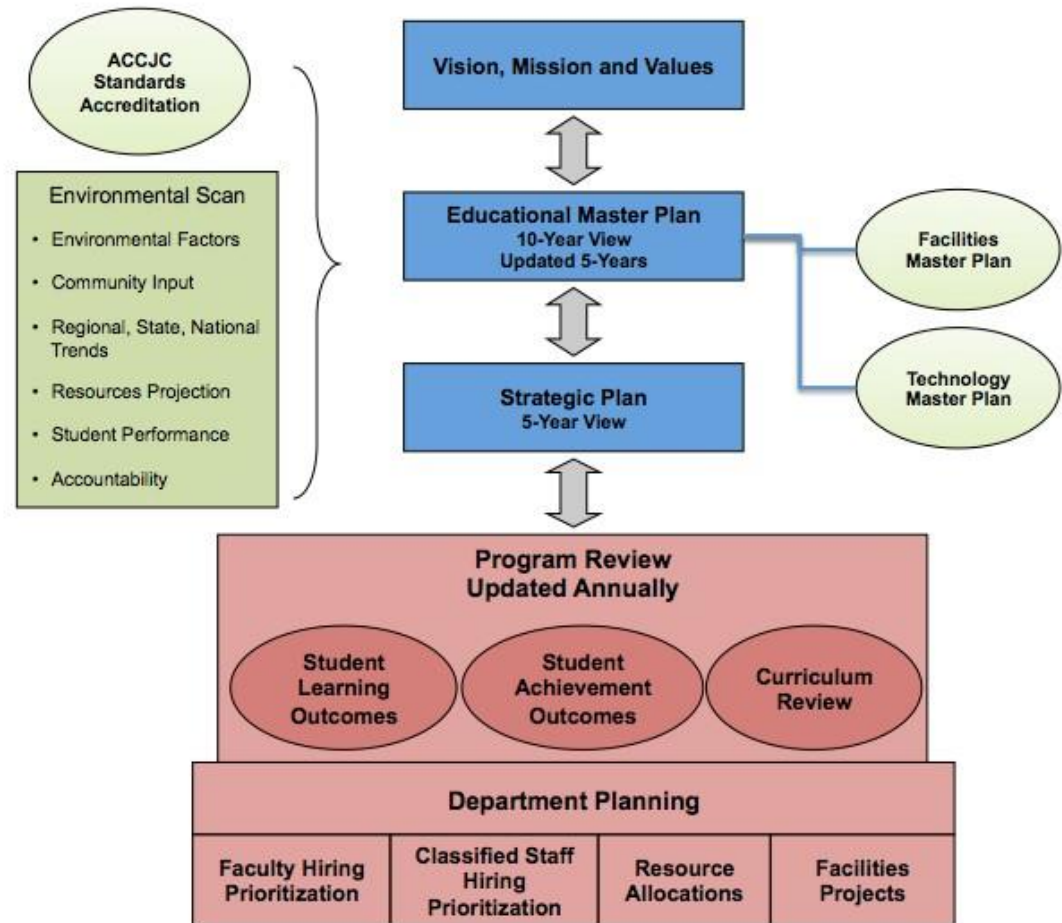 ACCJC
Standards
Accreditation
Environmental Scan
• Environmental Factors
• Community Input
• Regional, State, National
Trends
• Resources Projection
• Student Performance
• Accountability
Vision, Mission and Values
Educational Master Plan
10-Year View
Updated 5-Years
Facilities
Master Plan
Technology
Master Plan
Strategic Plan
5-Year View
Program Review
Updated Annually
Student
Learning
Outcomes
Student
Achievement
Outcomes
Curriculum
Review
Department Planning
Faculty Hiring
Prioritization
Classified Staff
Hiring
Prioritization
Resource
Allocations
Facilities
Projects